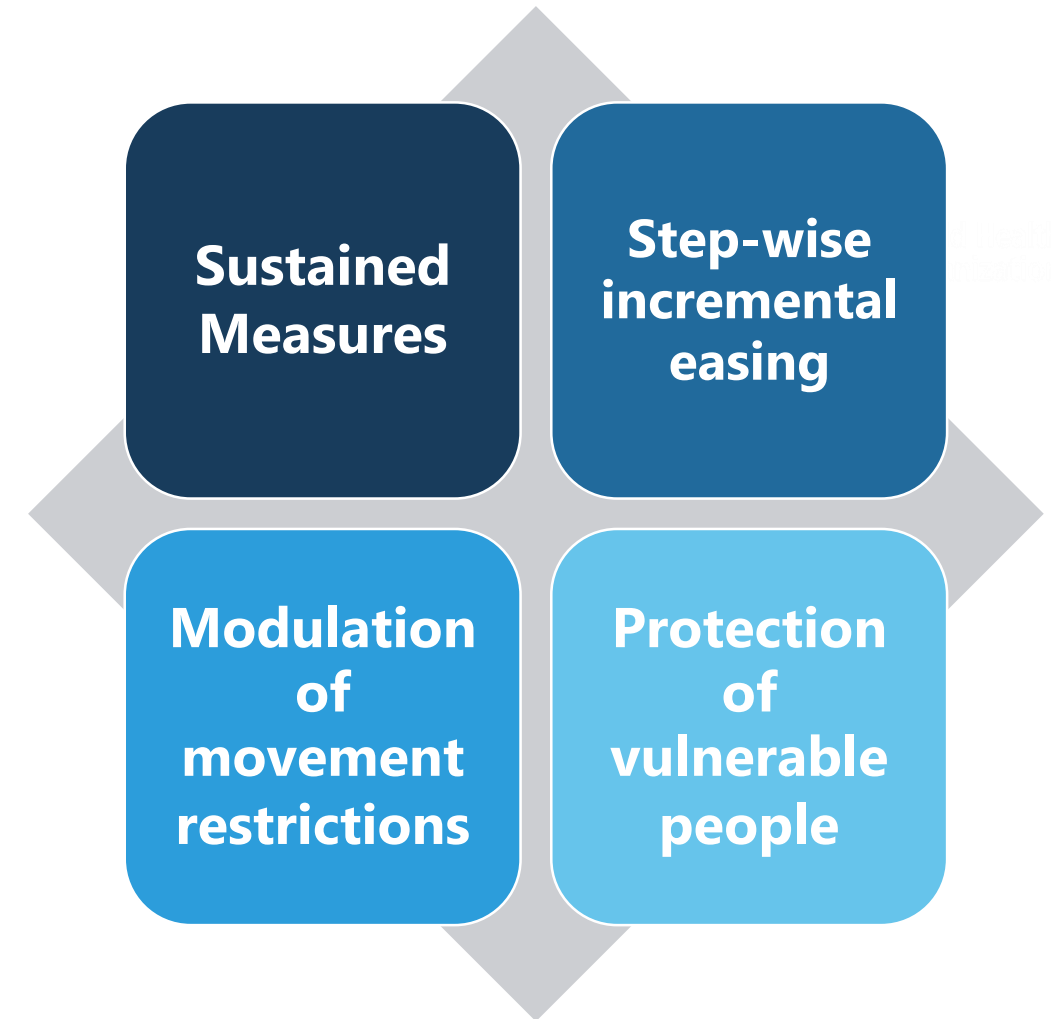 Sustained
Measures
Step-wise
incremental
easing
Modulation
of
movement
restrictions
Protection
of
vulnerable
people